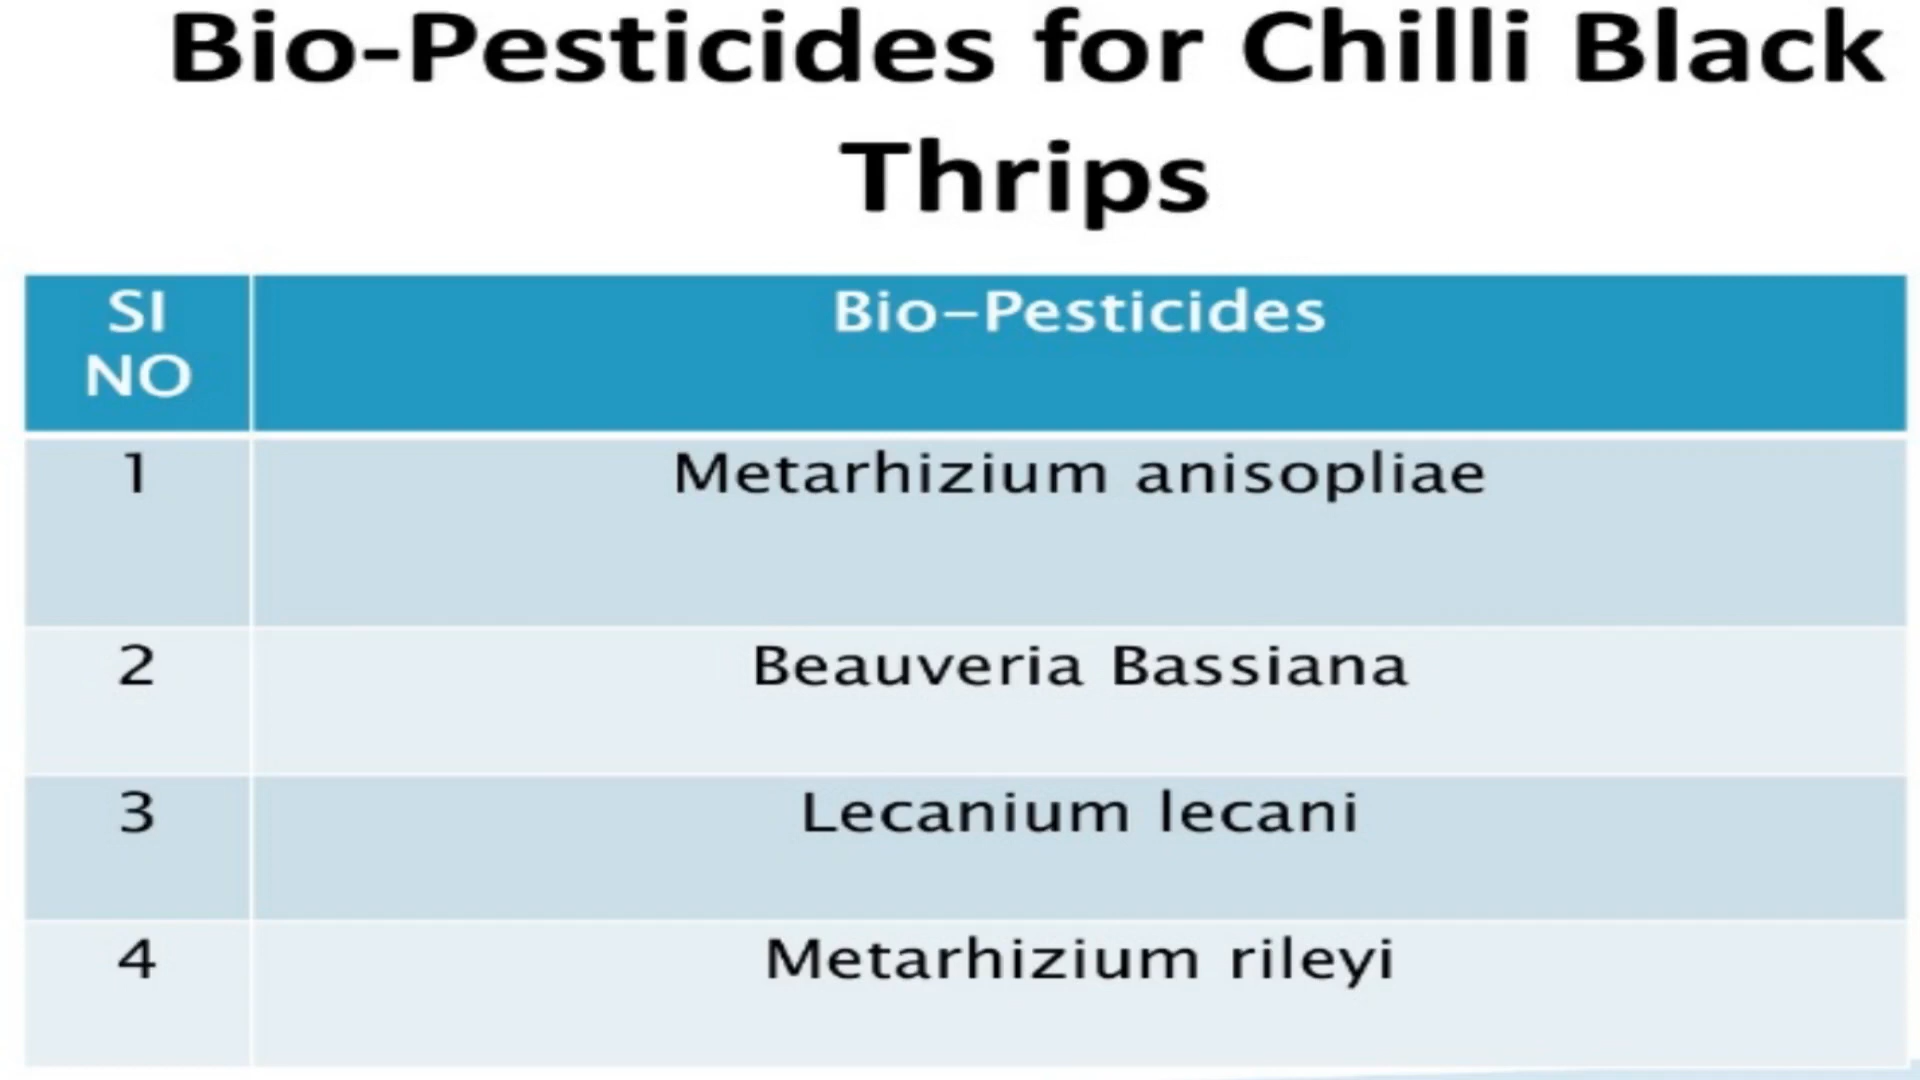 Bio-Pesticides for Chilli Black
Thrips
SI
NO
Bio-Pesticides
1
Metarhizium anisopliae
2
Beauveria Bassiana
3
Lecanium lecani
4
Metarhizium rileyi